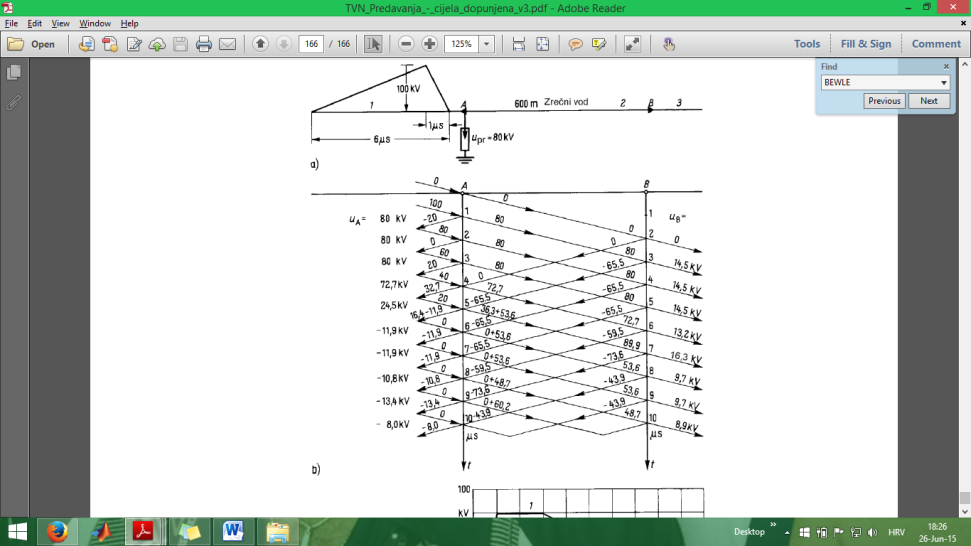 TVN_Predavanja_-_cijela_dopunjena_v3.pdf - Adobe Reader
File Edit View Window Help
Open 166 / 166 125% Tools Fill & Sign Comment
Find
BEWLE
Previous Next
100 kV
1 A 600 m Zrečni vod 2 B 3
1µs
6µs upr = 80 kV
a)
0 A 0 B
100 1 80 1
uA = 80 kV -20 uB =
80 2 80 0 2 0
80 kV 0
60 3 80 -65,5 80 3 14,5 kV
80 kV 20
40 4 0 72,7 -65,5 80 4 14,5 kV
72,7 kV 32,7
20 5 -65,5 36,3+53,6 -65,5 80 5 14,5 kV
24,5 kV 16,4-11,9
0 6 -65,5 0+53,6 -59,5 72,7 6 13,2 kV
-11,9 kV -11,9
0 7 -65,5 0+53,6 -73,6 89,9 7 16,3 kV
-11,9 kV -11,9
0 8 -59,5 0+48,7 -43,9 53,6 8 9,7 kV
-10,8 kV -10,8
0 9 -73,6 0+60,2 -43,9 53,6 9 9,7 kV
-13,4 kV -13,4
0 10 -43,9 48,7 10 8,9 kV
- 8,0 kV -8,0 µs µs
t t
b)
100
kV 1
Desktop HRV 18:26
26-Jun-15